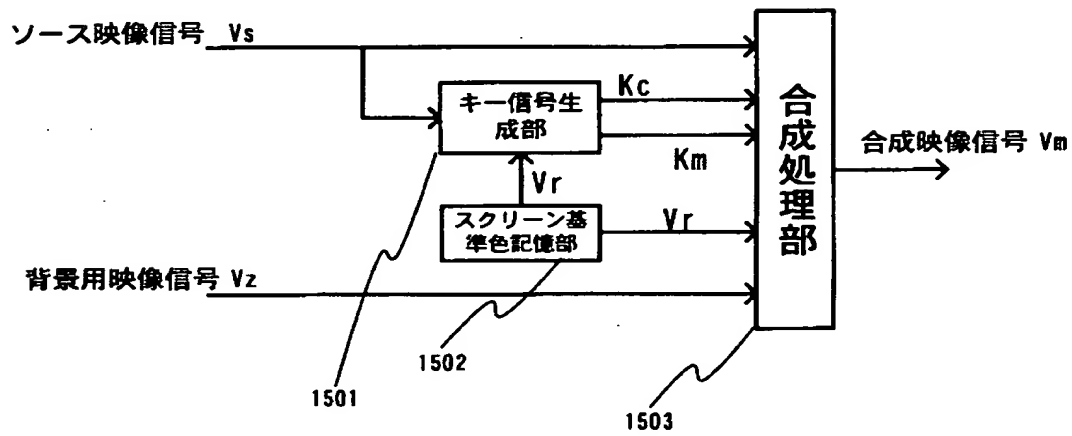 ソース映像信号 Vs
キー信号生
成部
Kc
Km
合成処理部
合成映像信号 Vm
Vr
スクリーン基
準色記憶部
Vr
背景用映像信号 Vz
1501
1502
1503